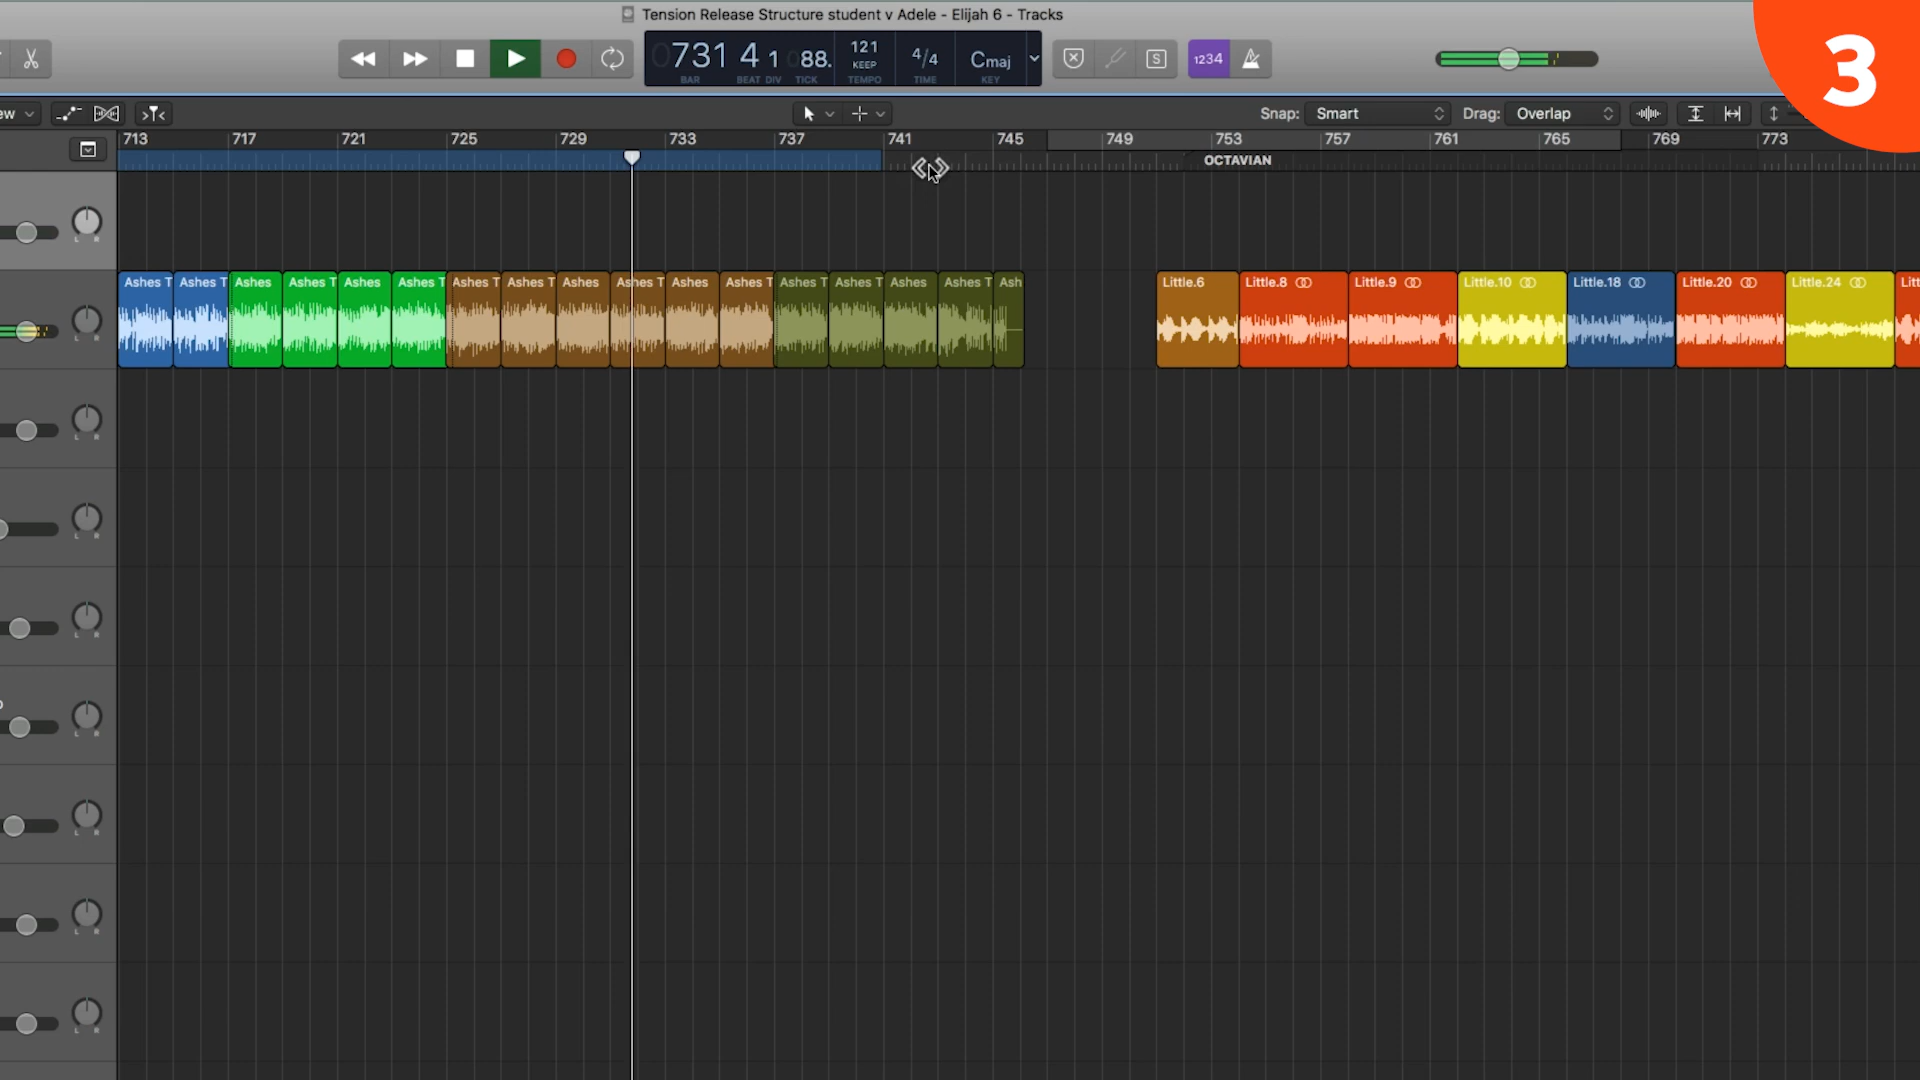 Tension Release Structure student v Adele - Elijah 6 - Tracks
3
0731 4 1 088. 121 KEEP 4/4 Cmaj
BAR BEAT DIV TICK TEMPO TIME KEY
S 1234
ew Snap: Smart Drag: Overlap
713 717 721 725 729 733 737 741 745 749 753 757 761 765 769 773
OCTAVIAN
L R
Ashes T Ashes T Ashes Ashes T Ashes Ashes T Ashes T Ashes T Ashes Ashes T Ashes Ashes T Ashes T Ashes T Ashes Ashes T Ash Little.6 Little.8 Little.9 Little.10 Little.18 Little.20 Little.24 Litt
L R
L R
L R
L R
L R
L R
L R
L R